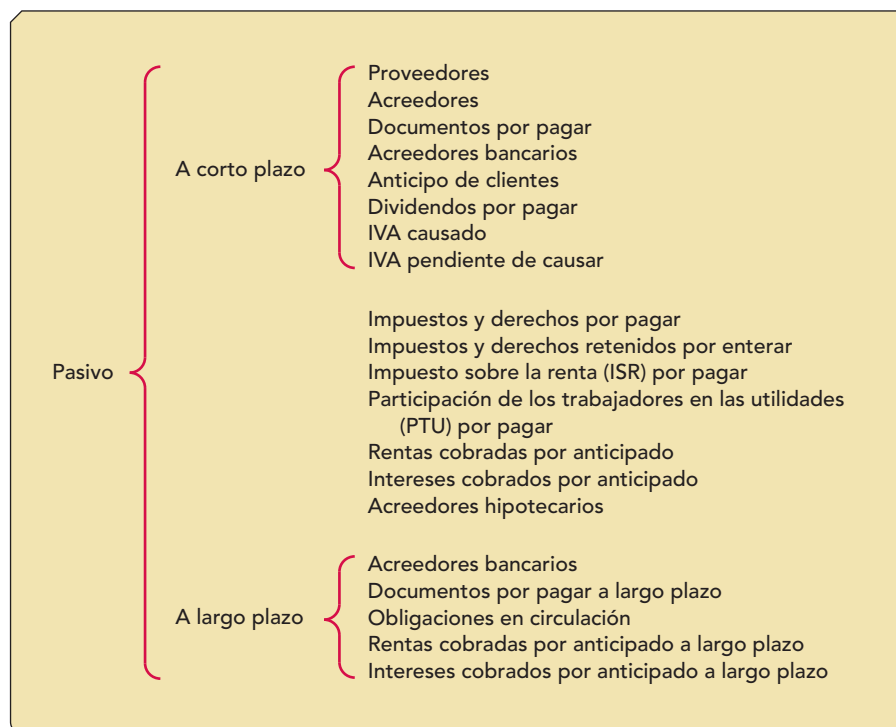 Pasivo
A corto plazo
Proveedores
Acreedores
Documentos por pagar
Acreedores bancarios
Anticipo de clientes
Dividendos por pagar
IVA causado
IVA pendiente de causar
Impuestos y derechos por pagar
Impuestos y derechos retenidos por enterar
Impuesto sobre la renta (ISR) por pagar
Participación de los trabajadores en las utilidades
(PTU) por pagar
Rentas cobradas por anticipado
Intereses cobrados por anticipado
Acreedores hipotecarios
A largo plazo
Acreedores bancarios
Documentos por pagar a largo plazo
Obligaciones en circulación
Rentas cobradas por anticipado a largo plazo
Intereses cobrados por anticipado a largo plazo